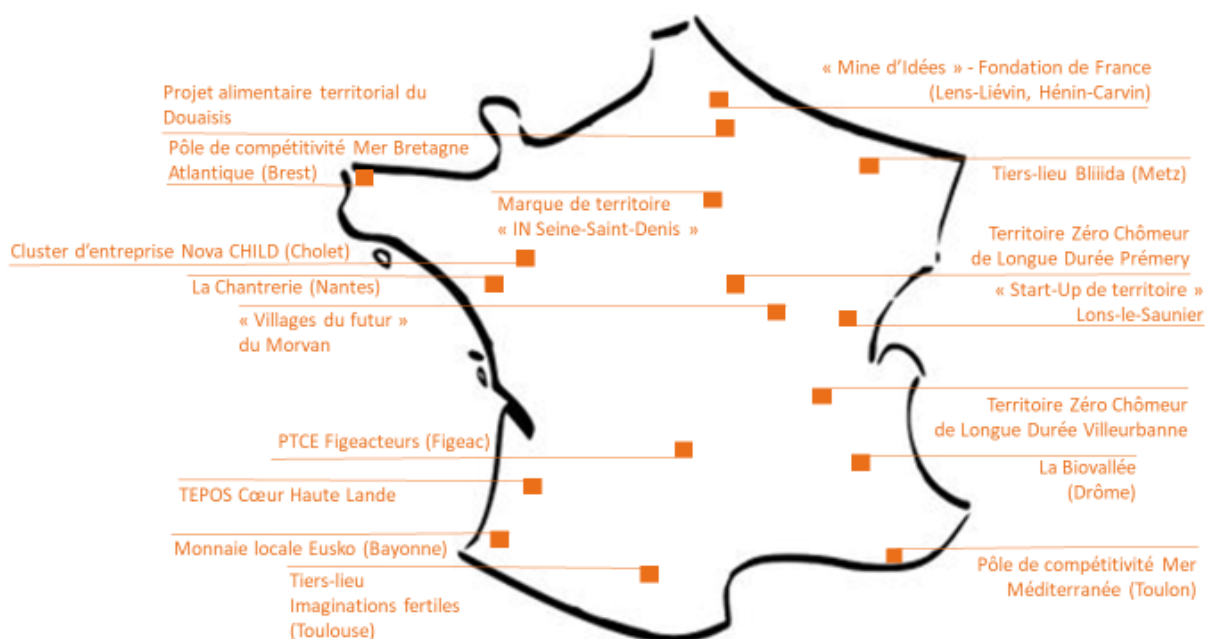 « Mine d’Idées » - Fondation de France
(Lens-Liévin, Hénin-Carvin)
Projet alimentaire territorial du
Douaisis
Pôle de compétitivité Mer Bretagne
Atlantique (Brest)
Tiers-lieu Bliiida (Metz)
Marque de territoire
« IN Seine-Saint-Denis »
Cluster d’entreprise Nova CHILD (Cholet)
Territoire Zéro Chômeur
de Longue Durée Prémery
La Chantrerie (Nantes)
« Start-Up de territoire »
Lons-le-Saunier
« Villages du futur »
du Morvan
Territoire Zéro Chômeur
de Longue Durée Villeurbanne
PTCE Figeacteurs (Figeac)
La Biovallée
(Drôme)
TEPOS Cœur Haute Lande
Monnaie locale Eusko (Bayonne)
Pôle de compétitivité Mer
Méditerranée (Toulon)
Tiers-lieu
Imaginations fertiles
(Toulouse)